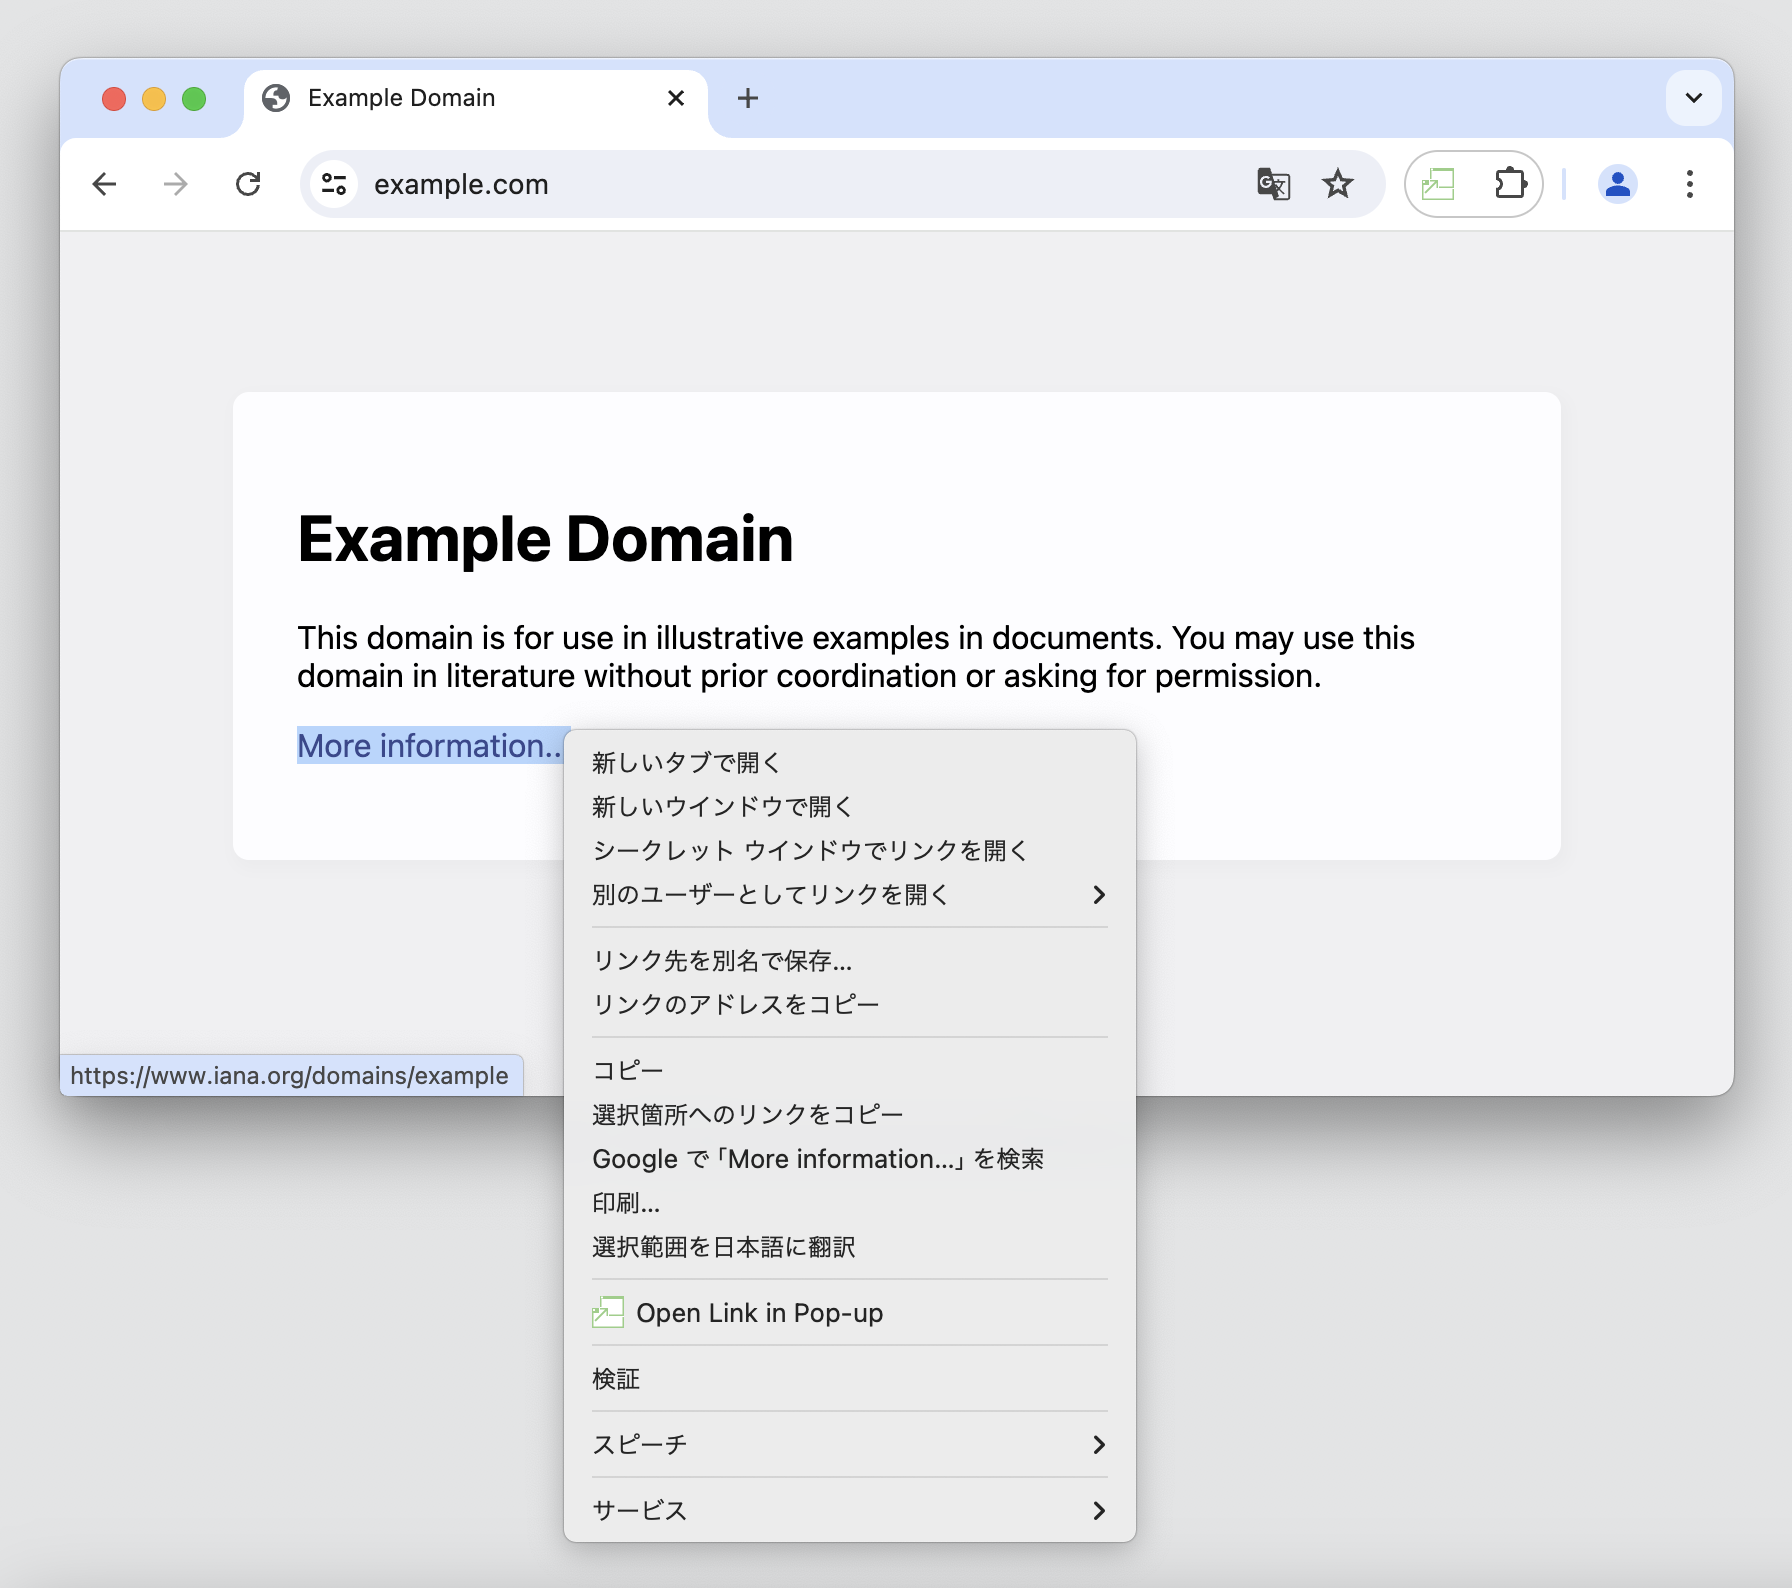 Example Domain
example.com
Example Domain
This domain is for use in illustrative examples in documents. You may use this
domain in literature without prior coordination or asking for permission.
More information...
新しいタブで開く
新しいウインドウで開く
シークレット ウインドウでリンクを開く
別のユーザーとしてリンクを開く
リンク先を別名で保存...
リンクのアドレスをコピー
コピー
選択箇所へのリンクをコピー
Google で「More information...」を検索
印刷...
選択範囲を日本語に翻訳
Open Link in Pop-up
検証
スピーチ
サービス
https://www.iana.org/domains/example